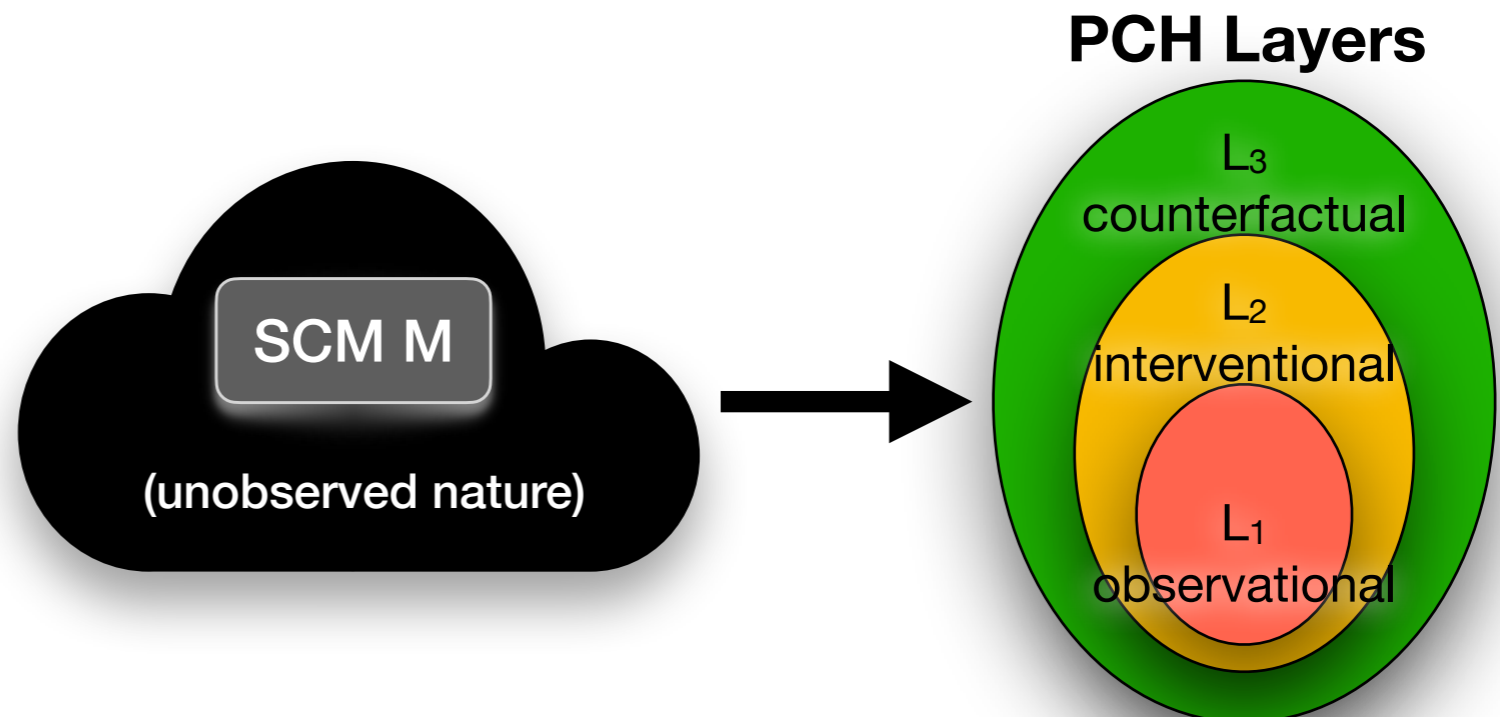 PCH Layers
L₃
counterfactual
L₂
interventional
L₁
observational
SCM M
(unobserved nature)